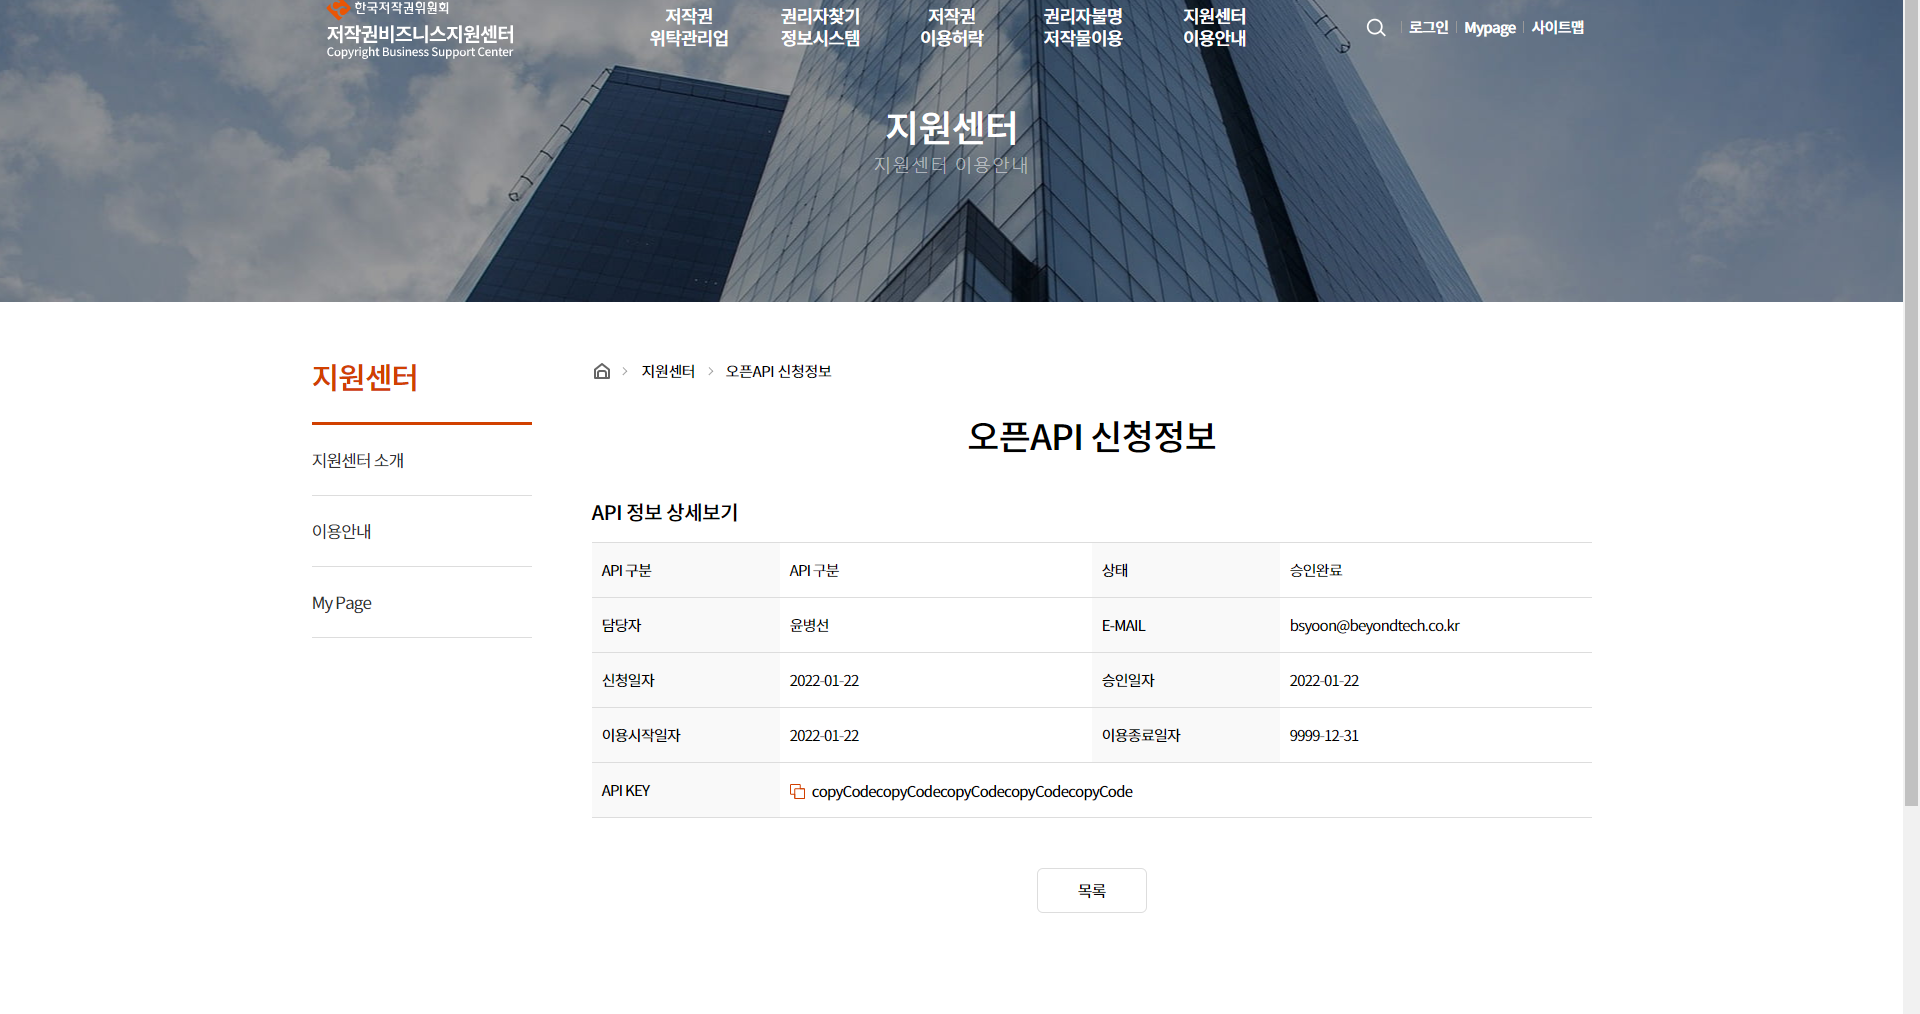 한국저작권위원회
저작권비즈니스지원센터
Copyright Business Support Center
저작권 위탁관리업
권리자찾기 정보시스템
저작권 이용허락
권리자불명 저작물이용
지원센터 이용안내
로그인
Mypage
사이트맵
지원센터
지원센터 이용안내
지원센터
지원센터 소개
이용안내
My Page
지원센터
오픈API 신청정보
오픈API 신청정보
API 정보 상세보기
API 구분 API 구분 상태 승인완료
담당자 윤병선 E-MAIL bsyoon@beyondtech.co.kr
신청일자 2022-01-22 승인일자 2022-01-22
이용시작일자 2022-01-22 이용종료일자 9999-12-31
API KEY copyCodecopyCodecopyCodecopyCodecopyCode
목록